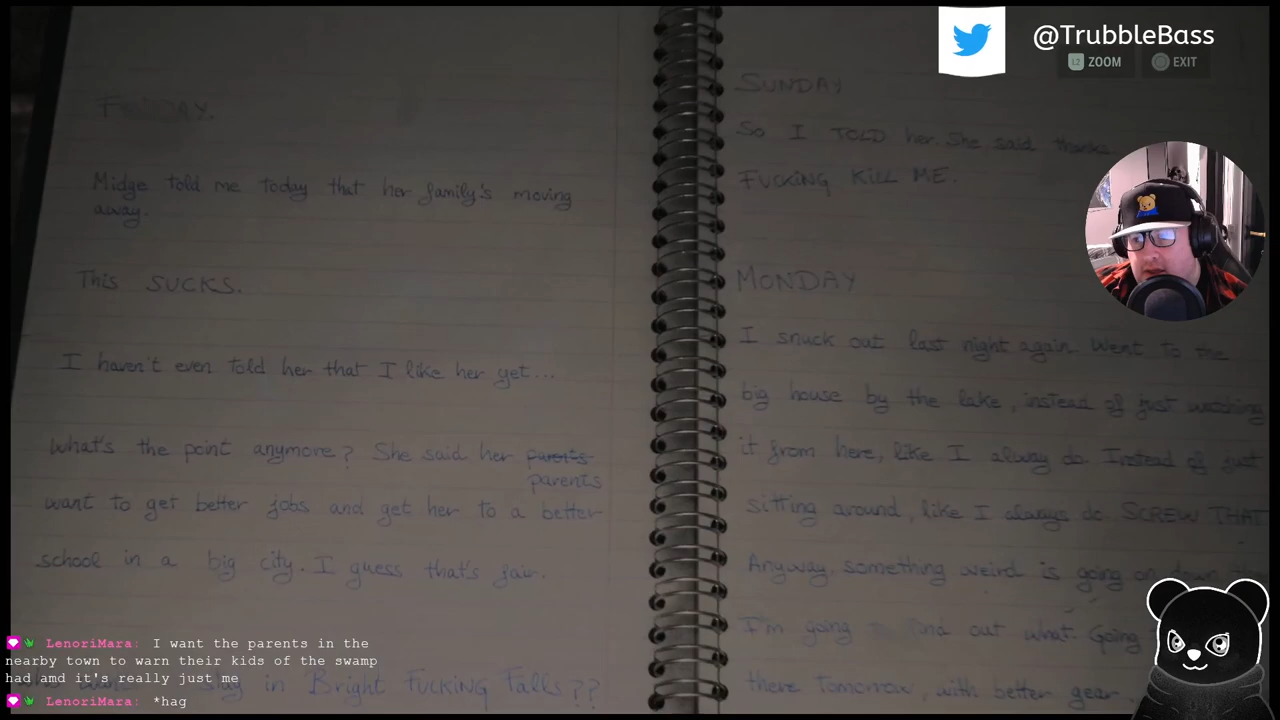 @TrubbleBass
L2 ZOOM
EXIT
FRIDAY.
Midge told me today that her family's moving
away.
This SUCKS.
I haven't even told her that I like her yet...
What's the point anymore? She said her parents
parents
want to get better jobs and get her to a better
school in a big city. I guess that's fair.
stay in Bright FUCKING Falls??
SUNDAY
So I TOLD her. She said thanks
FUCKING KILL ME.
MONDAY
I snuck out last night again. Went to the
big house by the lake, instead of just watching
it from here, like I always do. Instead of just
sitting around, like I always do. SCREW THAT
Anyway, something weird is going on down
I'm going find out what. Going
there tomorrow, with better gear.
LenoriMara: I want the parents in the
nearby town to warn their kids of the swamp
had amd it's really just me
LenoriMara: *hag